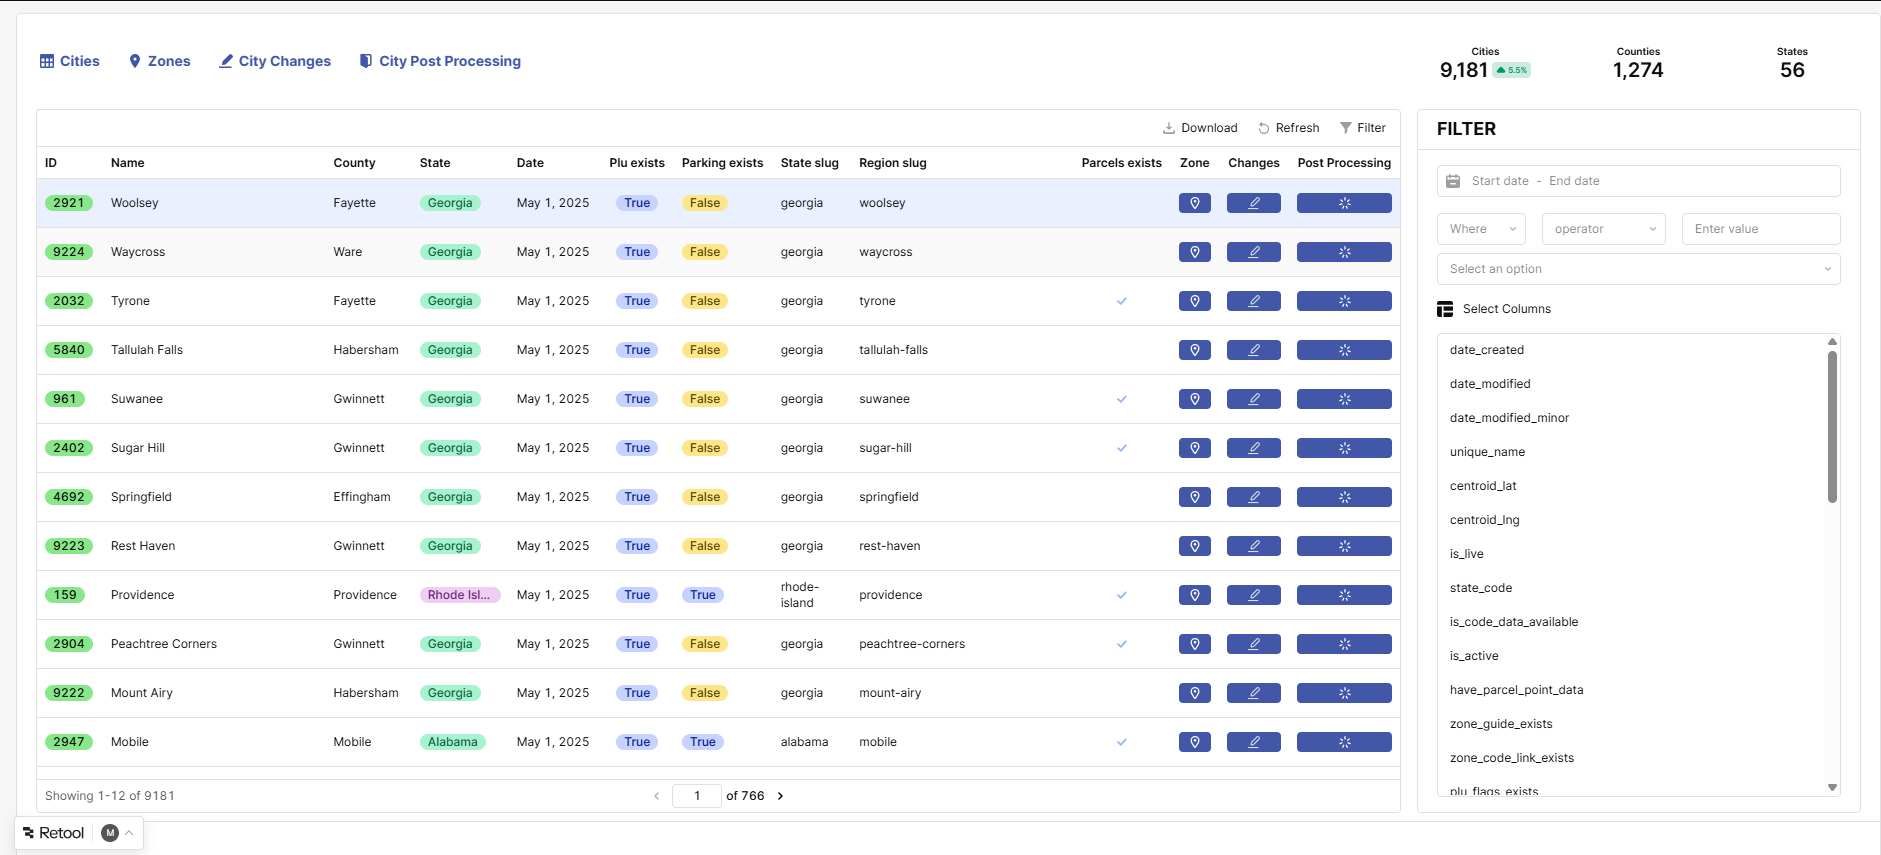 Cities Zones City Changes City Post Processing
Cities Counties States
9,181 5.5% 1,274 56
Download Refresh Filter
ID Name County State Date Plu exists Parking exists State slug Region slug Parcels exists Zone Changes Post Processing
2921 Woolsey Fayette Georgia May 1, 2025 True False georgia woolsey
9224 Waycross Ware Georgia May 1, 2025 True False georgia waycross
2032 Tyrone Fayette Georgia May 1, 2025 True False georgia tyrone
5840 Tallulah Falls Habersham Georgia May 1, 2025 True False georgia tallulah-falls
961 Suwanee Gwinnett Georgia May 1, 2025 True False georgia suwanee
2402 Sugar Hill Gwinnett Georgia May 1, 2025 True False georgia sugar-hill
4692 Springfield Effingham Georgia May 1, 2025 True False georgia springfield
9223 Rest Haven Gwinnett Georgia May 1, 2025 True False georgia rest-haven
159 Providence Providence Rhode Isl... May 1, 2025 True True rhode-
island providence
2904 Peachtree Corners Gwinnett Georgia May 1, 2025 True False georgia peachtree-corners
9222 Mount Airy Habersham Georgia May 1, 2025 True False georgia mount-airy
2947 Mobile Mobile Alabama May 1, 2025 True True alabama mobile
Showing 1-12 of 9181 1 of 766
FILTER
Start date - End date
Where operator Enter value
Select an option
Select Columns
date_created
date_modified
date_modified_minor
unique_name
centroid_lat
centroid_lng
is_live
state_code
is_code_data_available
is_active
have_parcel_point_data
zone_guide_exists
zone_code_link_exists
plu_flags_exists
Retool M